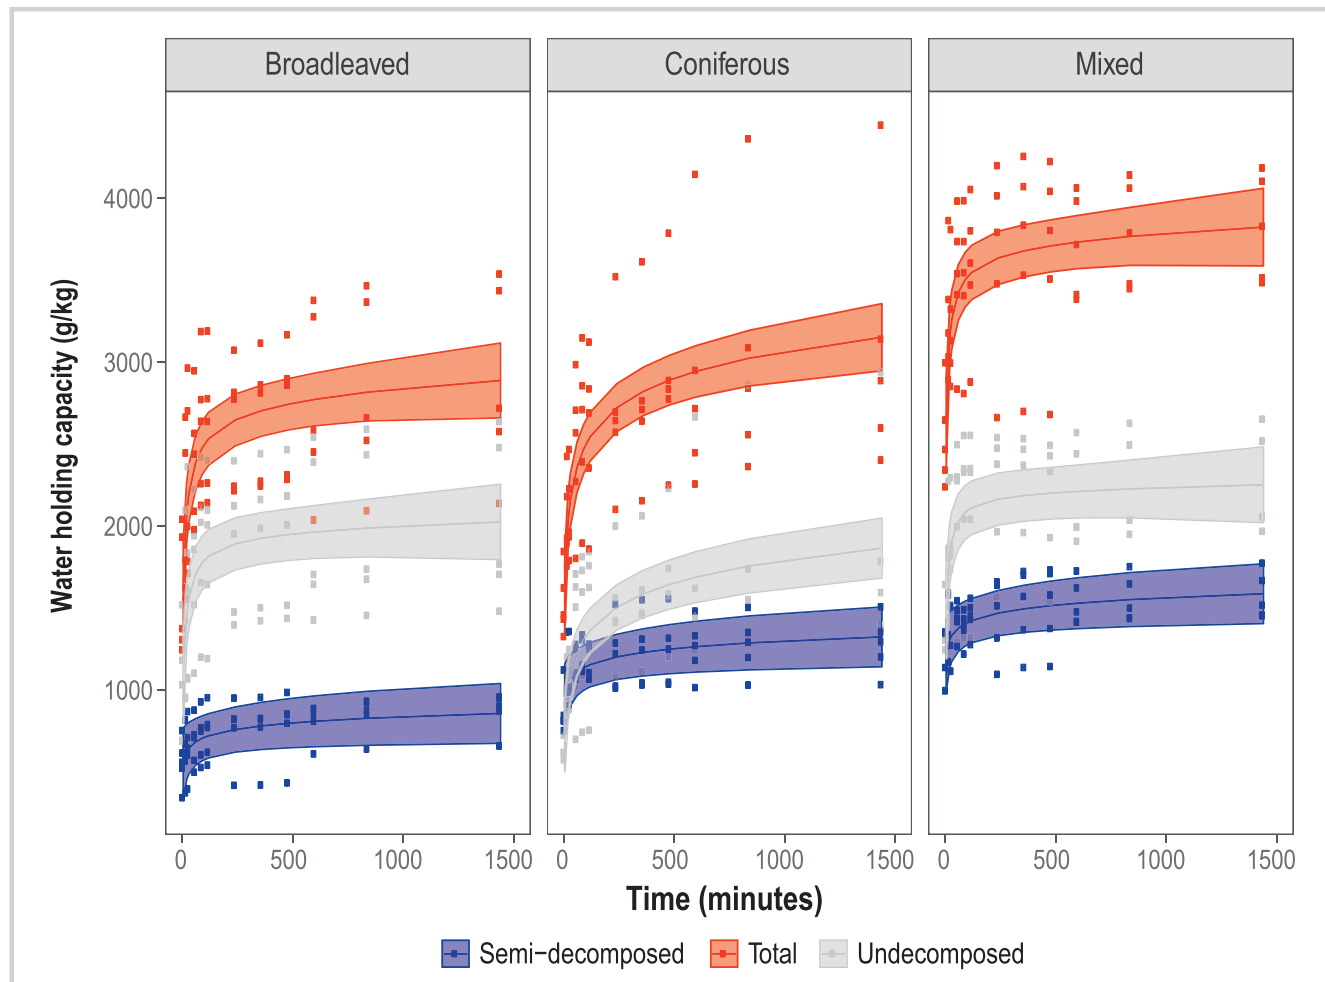 Broadleaved Coniferous Mixed
4000
3000
2000
1000
Water holding capacity (g/kg)
0 500 1000 1500 0 500 1000 1500 0 500 1000 1500
Time (minutes)
Semi−decomposed Total Undecomposed